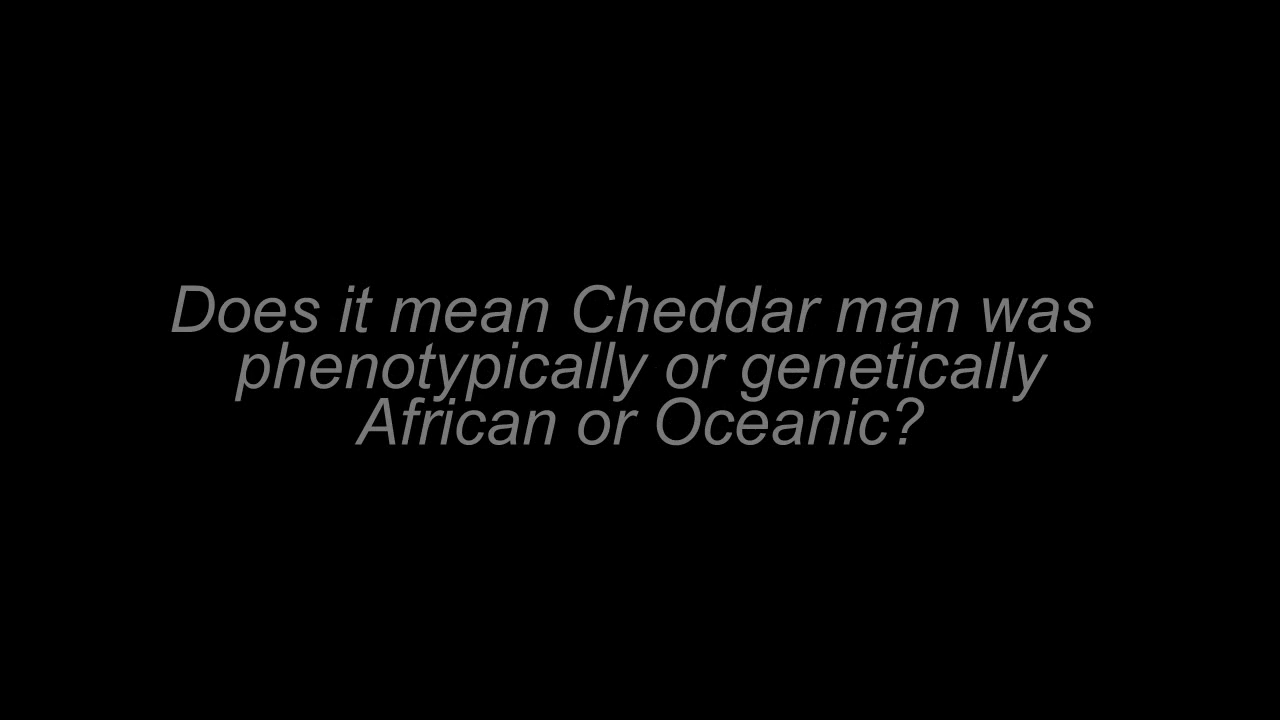 Does it mean Cheddar man was
phenotypically or genetically
African or Oceanic?